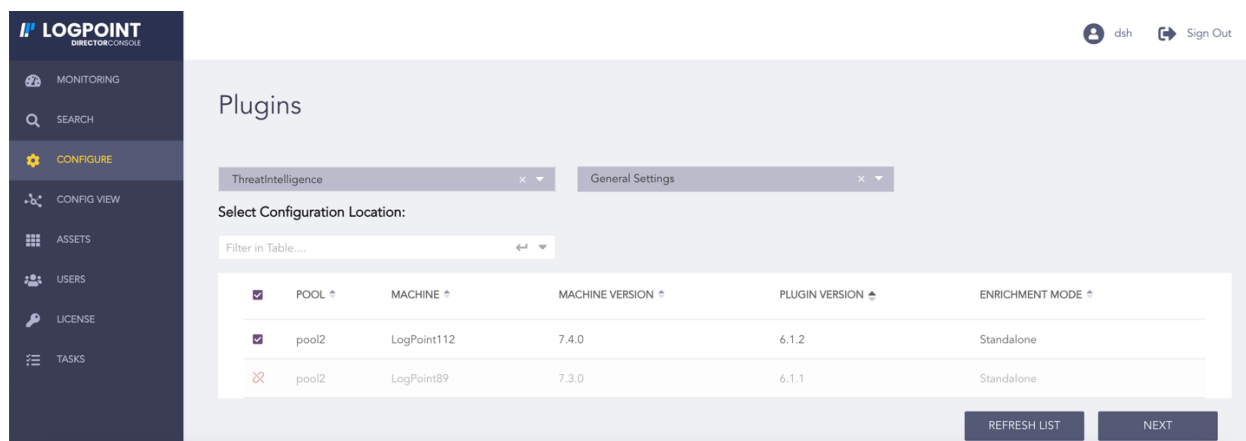 LOGPOINT
DIRECTORCONSOLE
dsh Sign Out
MONITORING
SEARCH
CONFIGURE
CONFIG VIEW
ASSETS
USERS
LICENSE
TASKS
Plugins
ThreatIntelligence × General Settings ×
Select Configuration Location:
Filter in Table....
POOL MACHINE MACHINE VERSION PLUGIN VERSION ENRICHMENT MODE
pool2 LogPoint112 7.4.0 6.1.2 Standalone
pool2 LogPoint89 7.3.0 6.1.1 Standalone
REFRESH LIST NEXT